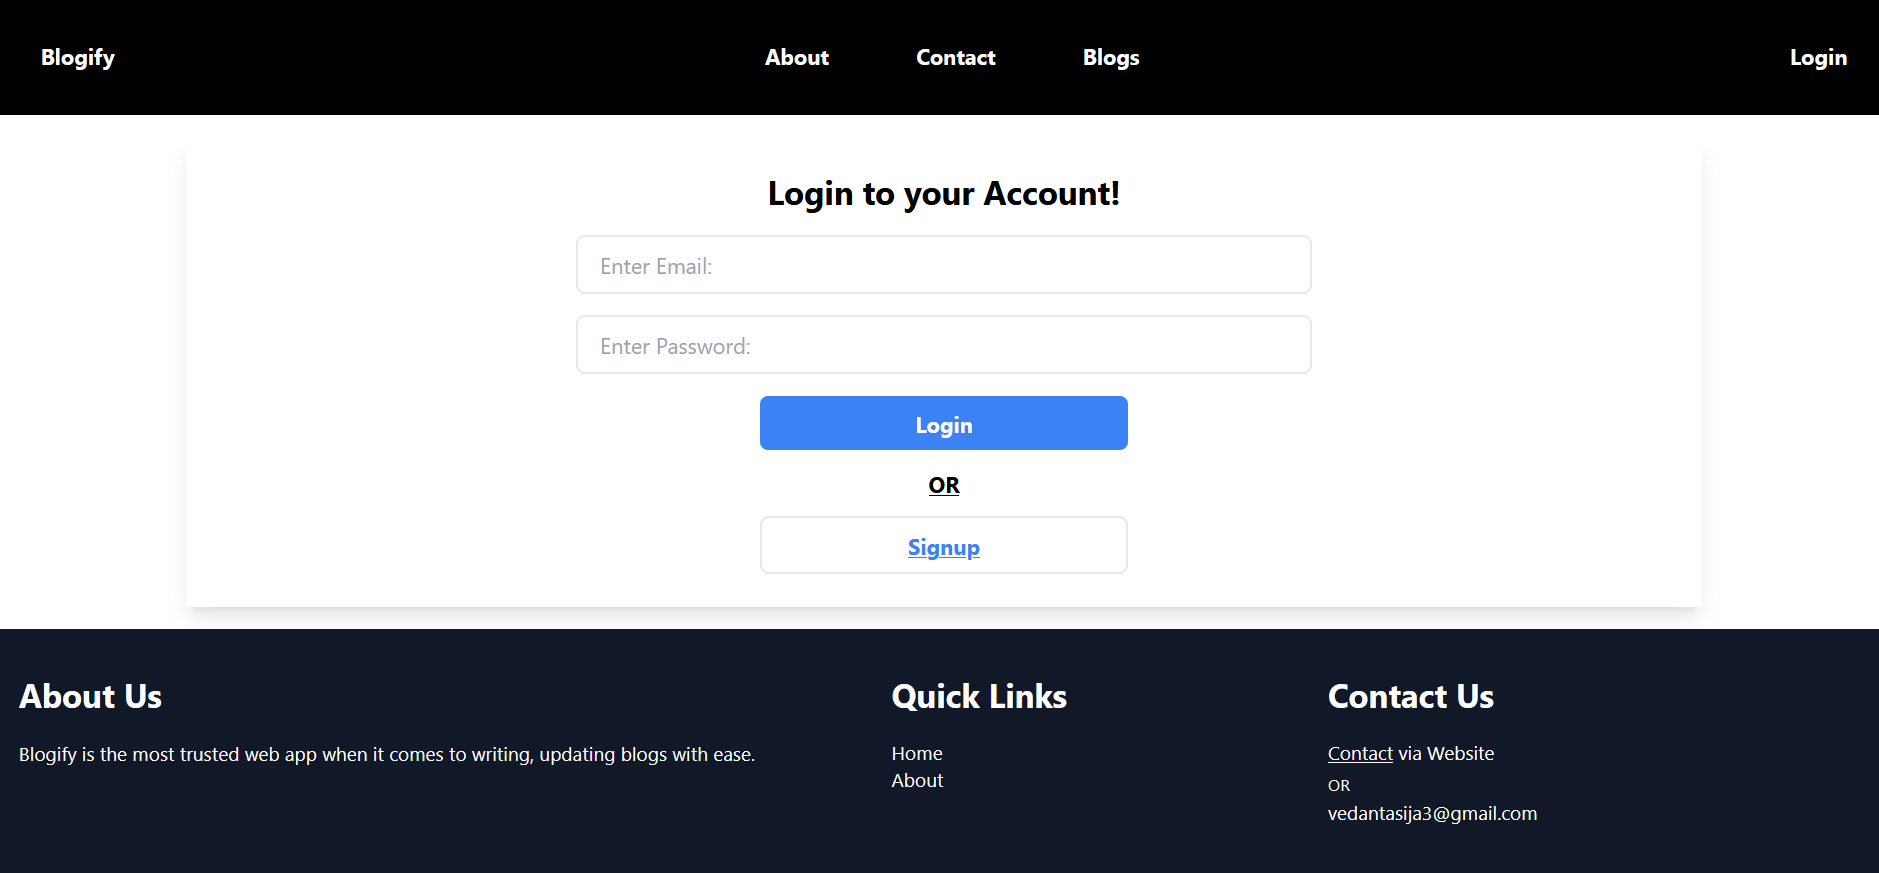 Blogify About Contact Blogs Login
Login to your Account!
Enter Email:
Enter Password:
Login
OR
Signup
About Us
Blogify is the most trusted web app when it comes to writing, updating blogs with ease.
Quick Links
Home
About
Contact Us
Contact via Website
OR
vedantasija3@gmail.com